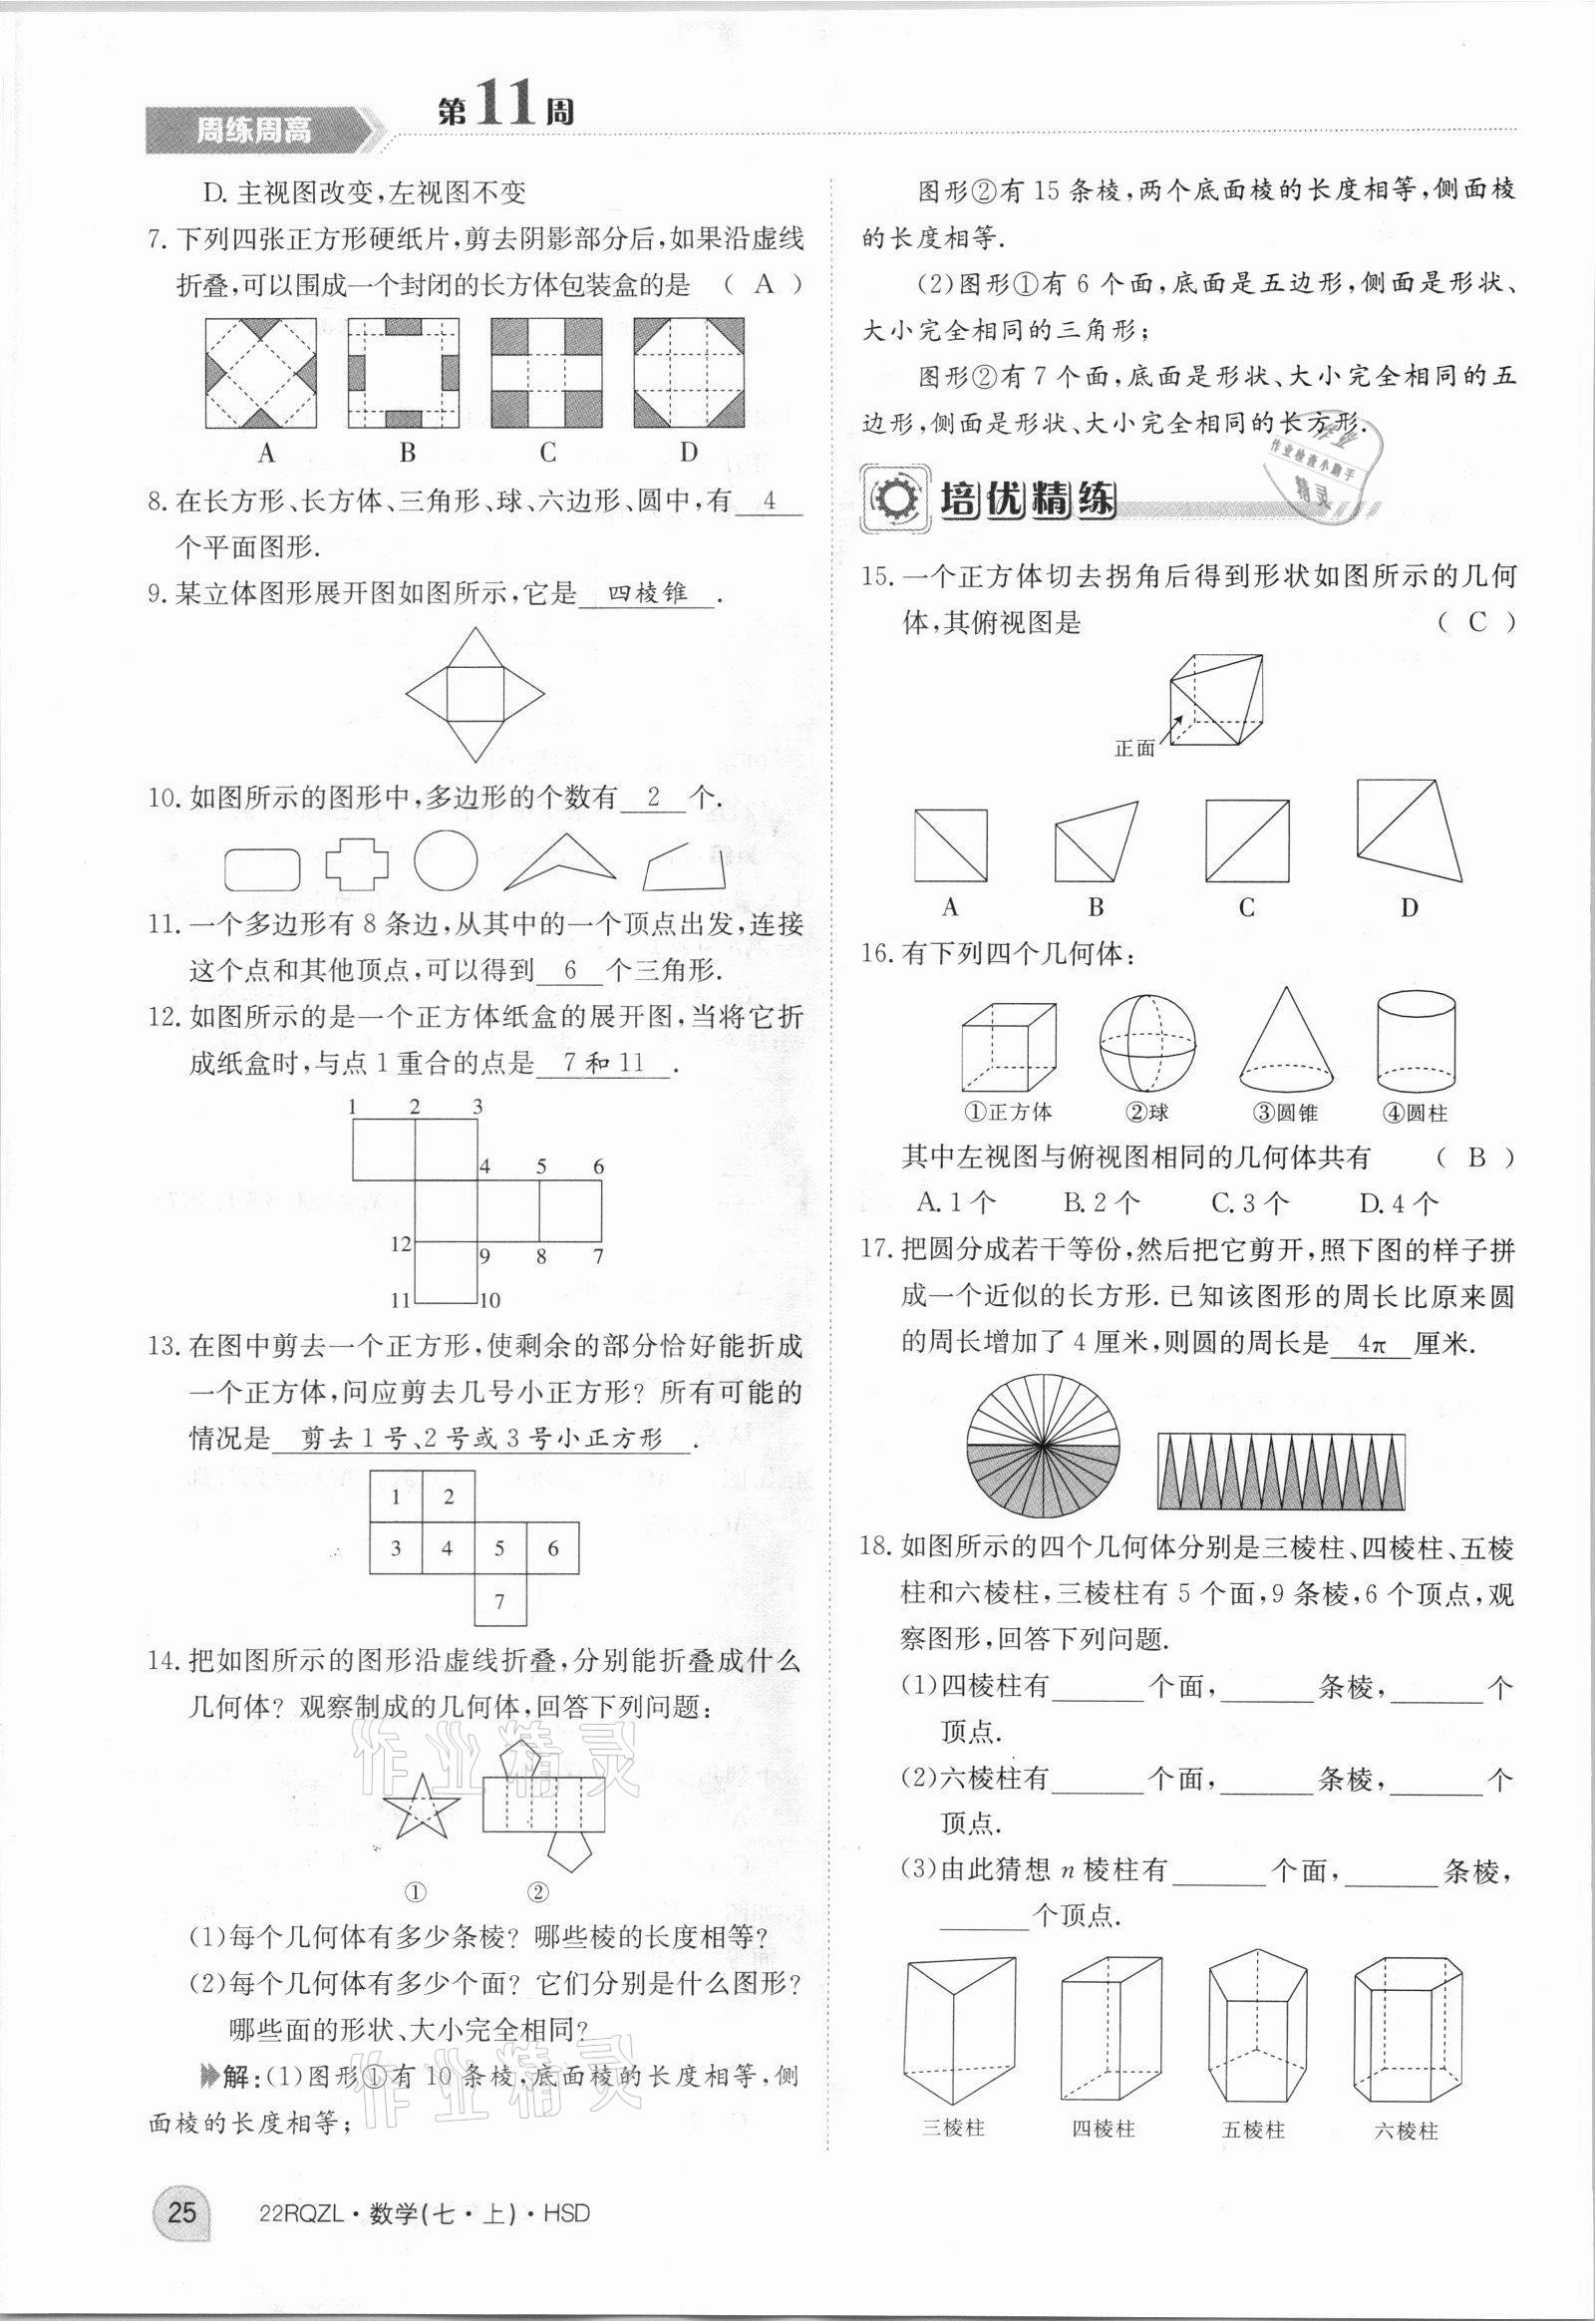 周练周高
第11周
D. 主视图改变,左视图不变
7. 下列四张正方形硬纸片,剪去阴影部分后,如果沿虚线
折叠,可以围成一个封闭的长方体包装盒的是 ( A )
A B C D
8. 在长方形、长方体、三角形、球、六边形、圆中,有 4
个平面图形.
9. 某立体图形展开图如图所示,它是 四棱锥 .
10. 如图所示的图形中,多边形的个数有 2 个.
11. 一个多边形有 8 条边,从其中的一个顶点出发,连接
这个点和其他顶点,可以得到 6 个三角形.
12. 如图所示的是一个正方体纸盒的展开图,当将它折
成纸盒时,与点 1 重合的点是 7 和 11 .
1 2 3
4 5 6
12 9 8 7
11 10
13. 在图中剪去一个正方形,使剩余的部分恰好能折成
一个正方体,问应剪去几号小正方形? 所有可能的
情况是 剪去 1 号、2 号或 3 号小正方形 .
1 2
3 4 5 6
7
14. 把如图所示的图形沿虚线折叠,分别能折叠成什么
几何体? 观察制成的几何体,回答下列问题:
作业精灵
① ②
(1)每个几何体有多少条棱? 哪些棱的长度相等?
(2)每个几何体有多少个面? 它们分别是什么图形?
哪些面的形状、大小完全相同?
解:(1)图形①有 10 条棱,底面棱的长度相等,侧
面棱的长度相等;
作业精灵
图形②有 15 条棱,两个底面棱的长度相等,侧面棱
的长度相等.
(2)图形①有 6 个面,底面是五边形,侧面是形状、
大小完全相同的三角形;
图形②有 7 个面,底面是形状、大小完全相同的五
边形,侧面是形状、大小完全相同的长方形.
作业
作业检查小助手
精灵
培优精练
15. 一个正方体切去拐角后得到形状如图所示的几何
体,其俯视图是 ( C )
正面
A B C D
16. 有下列四个几何体:
①正方体 ②球 ③圆锥 ④圆柱
其中左视图与俯视图相同的几何体共有 ( B )
A. 1 个 B. 2 个 C. 3 个 D. 4 个
17. 把圆分成若干等份,然后把它剪开,照下图的样子拼
成一个近似的长方形. 已知该图形的周长比原来圆
的周长增加了 4 厘米,则圆的周长是 4π 厘米.
18. 如图所示的四个几何体分别是三棱柱、四棱柱、五棱
柱和六棱柱,三棱柱有 5 个面,9 条棱,6 个顶点,观
察图形,回答下列问题.
(1)四棱柱有______个面,______条棱,______个
顶点.
(2)六棱柱有______个面,______条棱,______个
顶点.
(3)由此猜想 n 棱柱有______个面,______条棱,
______个顶点.
三棱柱 四棱柱 五棱柱 六棱柱
25 22RQZL·数学(七·上)·HSD